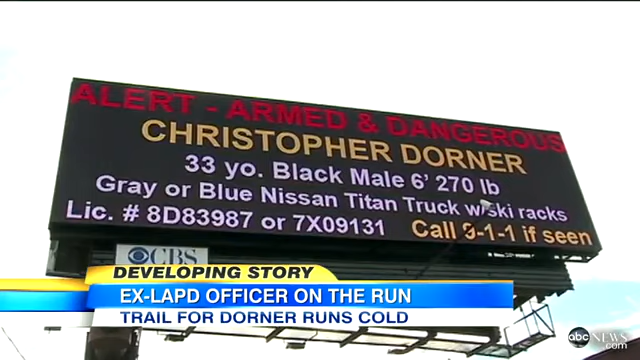 ALERT - ARMED & DANGEROUS
CHRISTOPHER DORNER
33 yo. Black Male 6' 270 lb
Gray or Blue Nissan Titan Truck w/ski racks
Lic. # 8D83987 or 7X09131 Call 9-1-1 if seen
CBS
DEVELOPING STORY
EX-LAPD OFFICER ON THE RUN
TRAIL FOR DORNER RUNS COLD
abcNEWS
.com